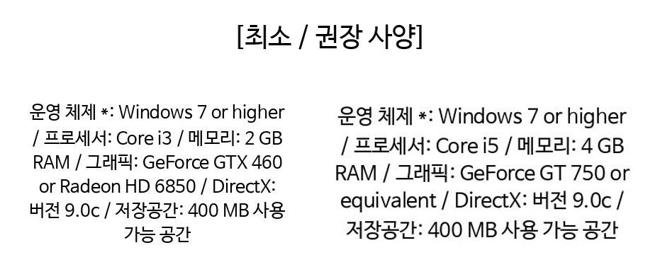 [최소 / 권장 사양]
운영 체제 *: Windows 7 or higher
/ 프로세서: Core i3 / 메모리: 2 GB
RAM / 그래픽: GeForce GTX 460
or Radeon HD 6850 / DirectX:
버전 9.0c / 저장공간: 400 MB 사용
가능 공간
운영 체제 *: Windows 7 or higher
/ 프로세서: Core i5 / 메모리: 4 GB
RAM / 그래픽: GeForce GT 750 or
equivalent / DirectX: 버전 9.0c /
저장공간: 400 MB 사용 가능 공간